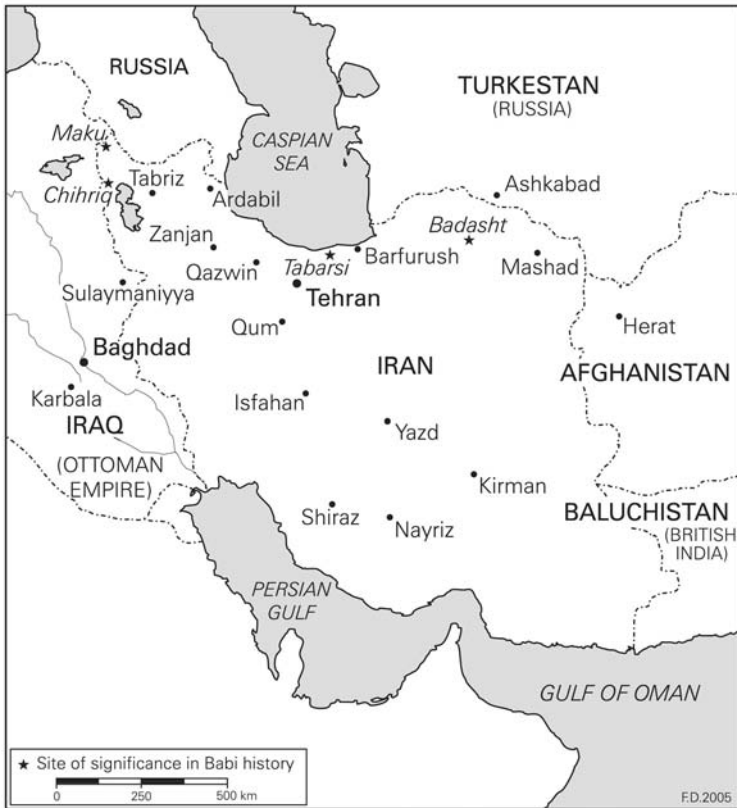 RUSSIA
TURKESTAN
(RUSSIA)
Maku
CASPIAN
SEA
Chihriq
Tabriz
Ardabil
Ashkabad
Zanjan
Badasht
Qazwin
Tabarsi
Barfurush
Mashad
Sulaymaniyya
Tehran
Qum
Herat
Baghdad
IRAN
AFGHANISTAN
Karbala
Isfahan
IRAQ
Yazd
(OTTOMAN
EMPIRE)
Kirman
Shiraz
Nayriz
BALUCHISTAN
(BRITISH
INDIA)
PERSIAN
GULF
GULF OF OMAN
★ Site of significance in Babi history
0 250 500 km
F.D.2005